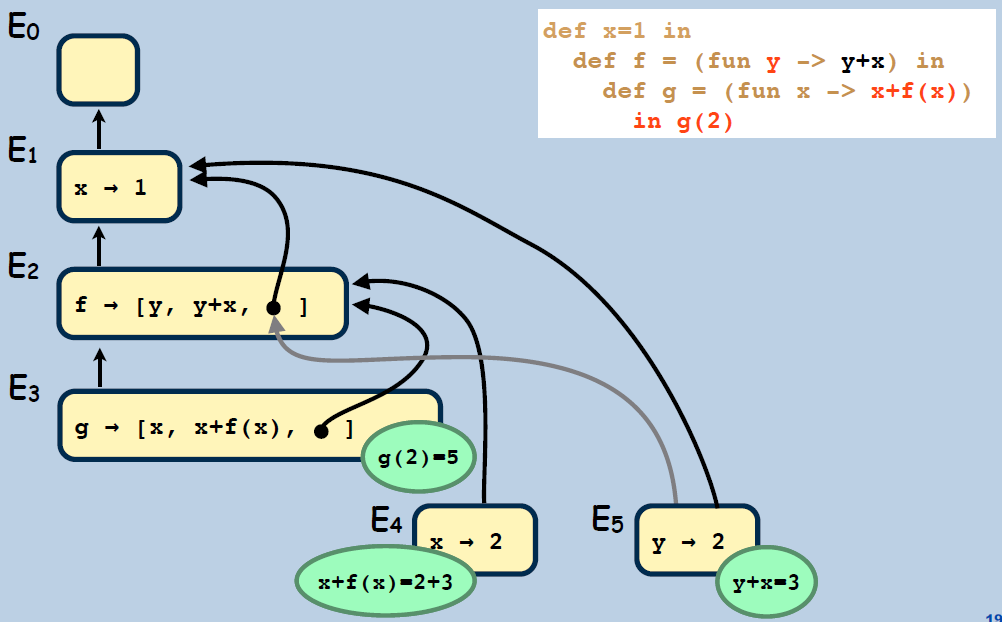 E0
def x=1 in
def f = (fun y -> y+x) in
def g = (fun x -> x+f(x))
in g(2)
E1
x → 1
E2
f → [y, y+x, ● ]
E3
g → [x, x+f(x), ● ]
g(2)=5
E4
x → 2
x+f(x)=2+3
E5
y → 2
y+x=3
19